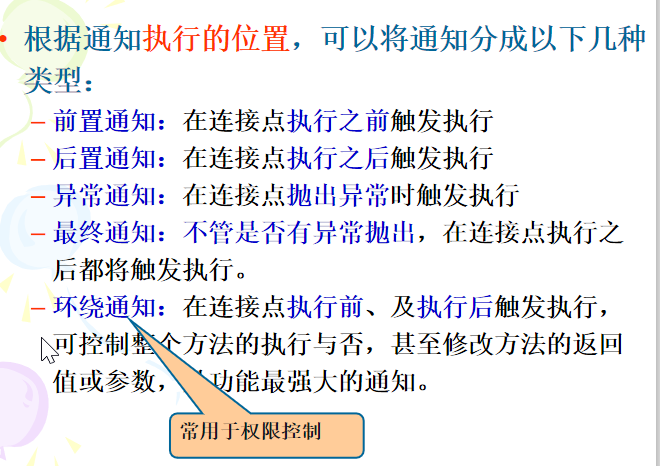 根据通知执行的位置，可以将通知分成以下几种
类型：
– 前置通知：在连接点执行之前触发执行
– 后置通知：在连接点执行之后触发执行
– 异常通知：在连接点抛出异常时触发执行
– 最终通知：不管是否有异常抛出，在连接点执行之
后都将触发执行。
– 环绕通知：在连接点执行前、及执行后触发执行，
可控制整个方法的执行与否，甚至修改方法的返回
值或参数，功能最强大的通知。
常用于权限控制